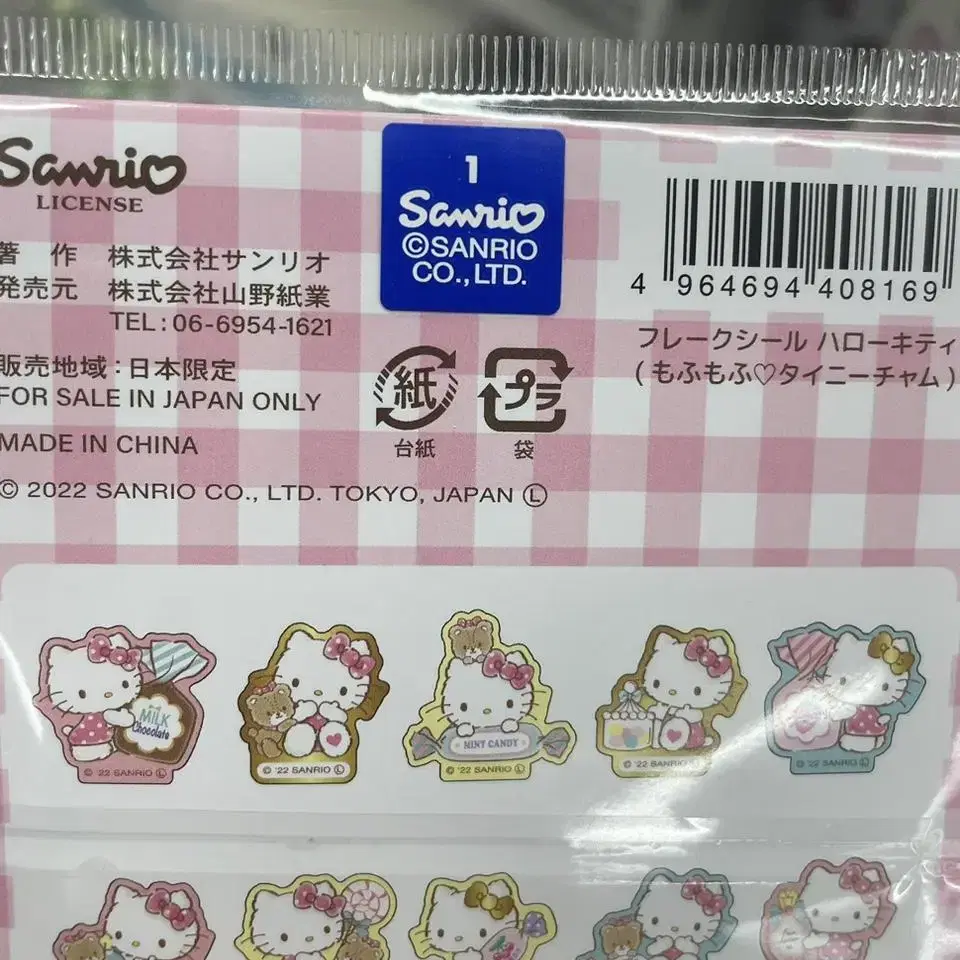 Sanrio
LICENSE
著 作 株式会社サンリオ
発売元 株式会社山野紙業
TEL:06-6954-1621
販売地域:日本限定
FOR SALE IN JAPAN ONLY
MADE IN CHINA
© 2022 SANRIO CO., LTD. TOKYO, JAPAN Ⓛ
1
Sanrio
©SANRIO
CO.,LTD.
紙
台紙
プラ
袋
4 964694 408169
フレークシール ハローキティ
(もふもふ♡タイニーチャム)
MILK
Chocolate
© '22 SANRIO Ⓛ
© '22 SANRIO Ⓛ
MINT CANDY
© '22 SANRIO Ⓛ
© '22 SANRIO Ⓛ
© '22 SANRIO Ⓛ